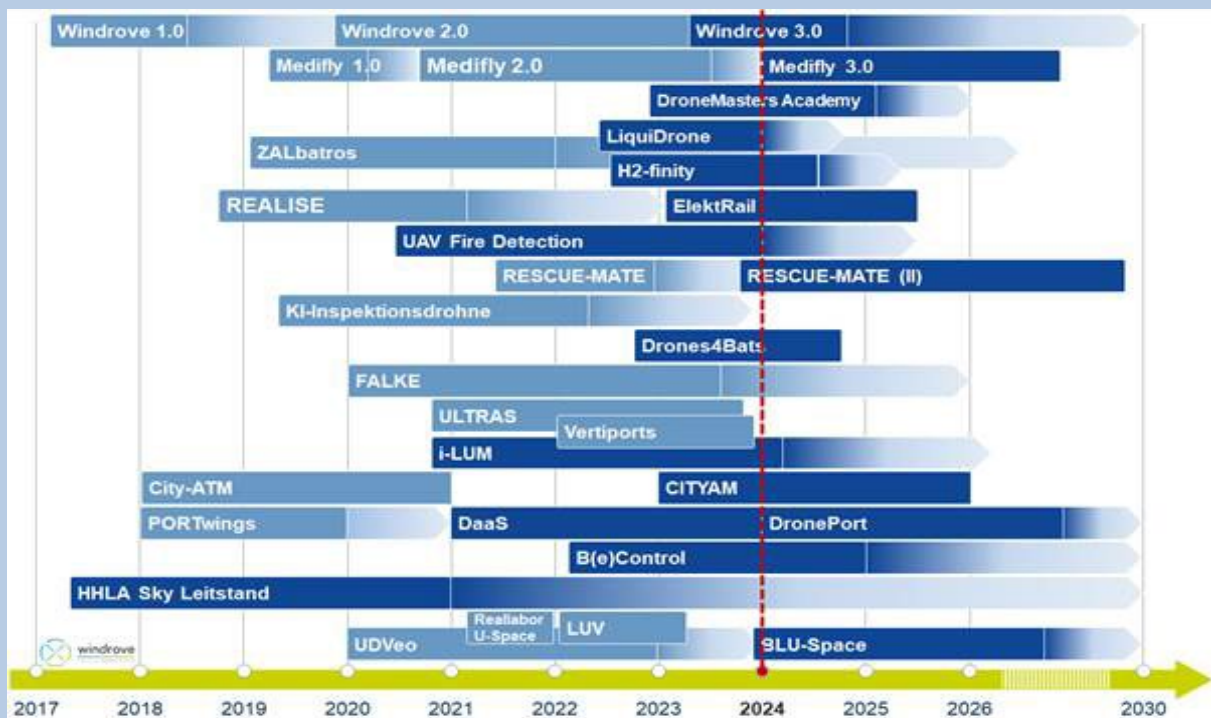 Windrove 1.0 Windrove 2.0 Windrove 3.0
Medifly 1.0 Medifly 2.0 Medifly 3.0
DroneMasters Academy
LiquiDrone
ZALbatros
H2-finity
REALISE ElektRail
UAV Fire Detection
RESCUE-MATE RESCUE-MATE (II)
KI-Inspektionsdrohne
Drones4Bats
FALKE
ULTRAS
Vertiports
i-LUM
City-ATM CITYAM
PORTwings DaaS DronePort
B(e)Control
HHLA Sky Leitstand
Reallabor
U-Space
LUV
UDVeo BLU-Space
windrove
2017 2018 2019 2020 2021 2022 2023 2024 2025 2026 2030